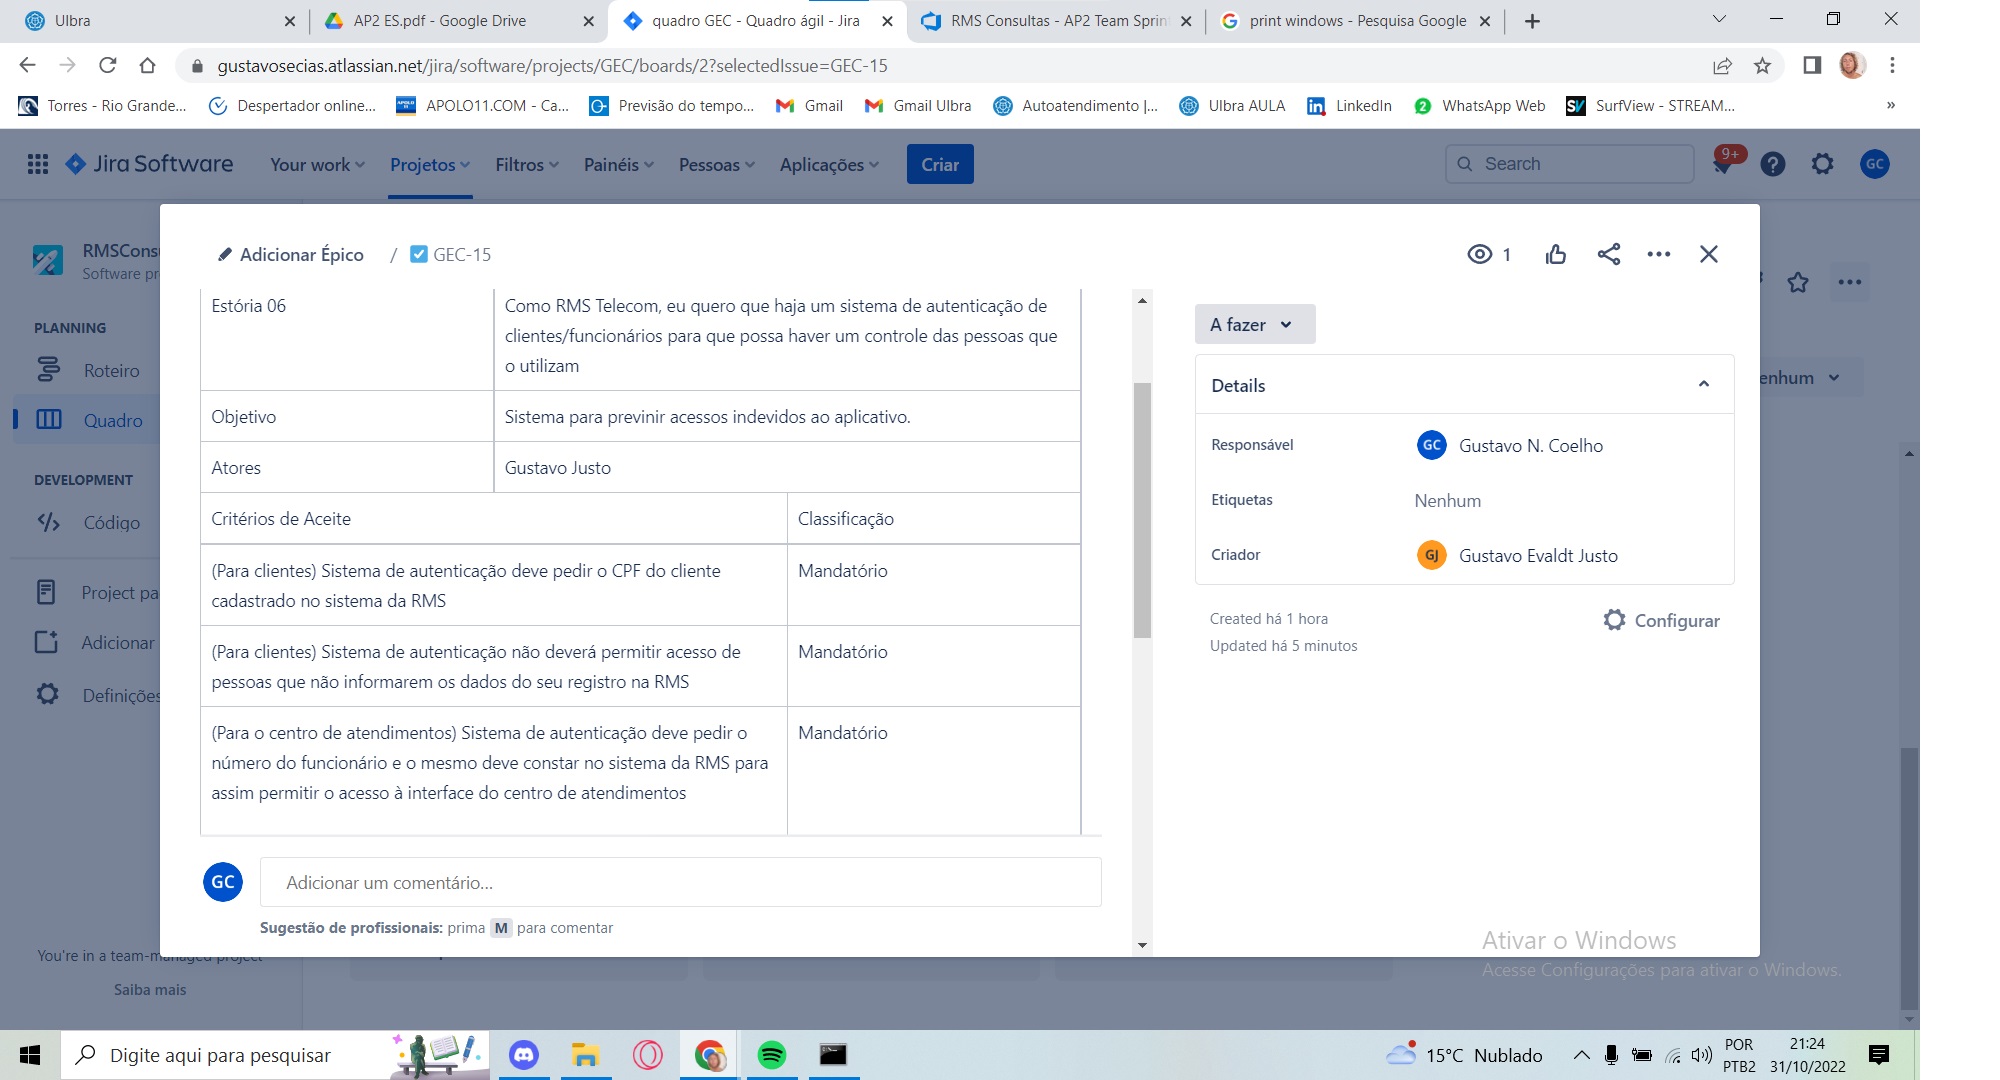 Ulbra
AP2 ES.pdf - Google Drive
quadro GEC - Quadro ágil - Jira
RMS Consultas - AP2 Team Sprin
print windows - Pesquisa Google
gustavosecias.atlassian.net/jira/software/projects/GEC/boards/2?selectedIssue=GEC-15
Torres - Rio Grande...
Despertador online...
APOLO11.COM - Ca...
Previsão do tempo...
Gmail
Gmail Ulbra
Autoatendimento |...
Ulbra AULA
LinkedIn
WhatsApp Web
SurfView - STREAM...
»
Jira Software
Your work
Projetos
Filtros
Painéis
Pessoas
Aplicações
Criar
Search
9+
GC
RMSCons
Software pr
PLANNING
Roteiro
Quadro
DEVELOPMENT
Código
Project pa
Adicionar
Definições
You're in a team-managed project
Saiba mais
Adicionar Épico
/
GEC-15
1
Estória 06
Como RMS Telecom, eu quero que haja um sistema de autenticação de
clientes/funcionários para que possa haver um controle das pessoas que
o utilizam
Objetivo
Sistema para previnir acessos indevidos ao aplicativo.
Atores
Gustavo Justo
Critérios de Aceite
Classificação
(Para clientes) Sistema de autenticação deve pedir o CPF do cliente
cadastrado no sistema da RMS
Mandatório
(Para clientes) Sistema de autenticação não deverá permitir acesso de
pessoas que não informarem os dados do seu registro na RMS
Mandatório
(Para o centro de atendimentos) Sistema de autenticação deve pedir o
número do funcionário e o mesmo deve constar no sistema da RMS para
assim permitir o acesso à interface do centro de atendimentos
Mandatório
GC
Adicionar um comentário...
Sugestão de profissionais: prima M para comentar
A fazer
Details
Responsável
GC
Gustavo N. Coelho
Etiquetas
Nenhum
Criador
GJ
Gustavo Evaldt Justo
Created há 1 hora
Updated há 5 minutos
Configurar
enhum
Ativar o Windows
Acesse Configurações para ativar o Windows.
Digite aqui para pesquisar
15°C Nublado
POR
PTB2
21:24
31/10/2022